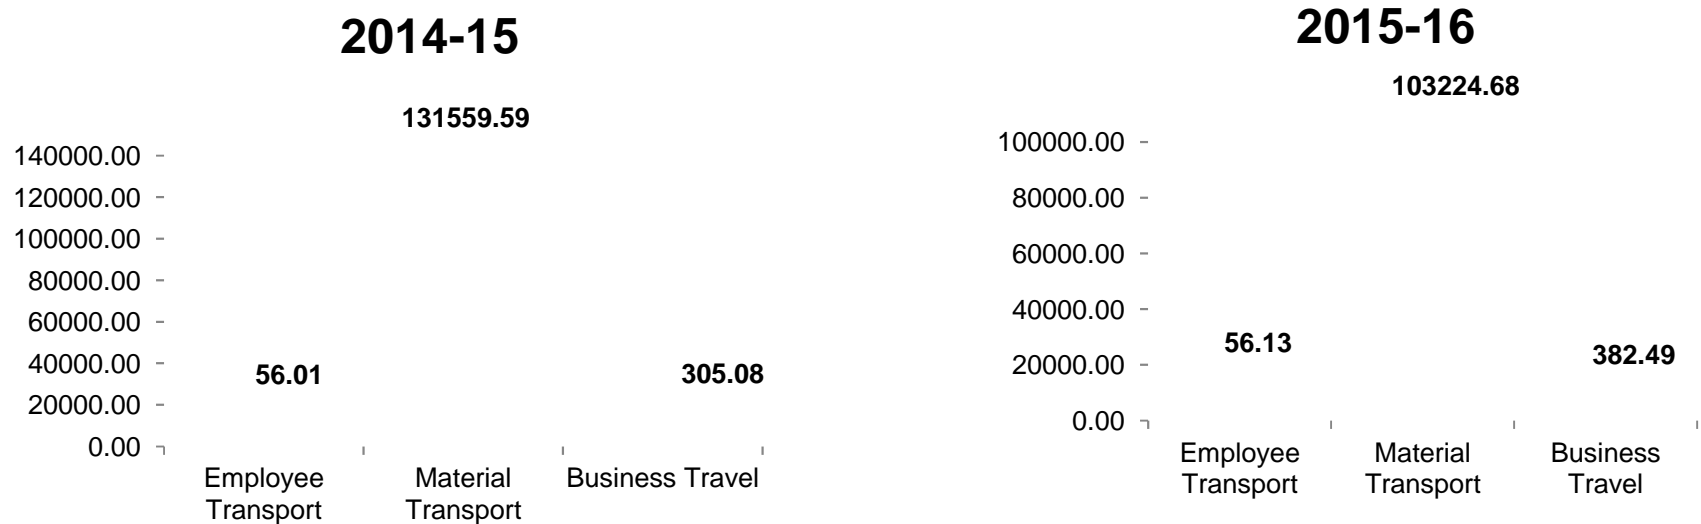 2014-15
131559.59
140000.00
120000.00
100000.00
80000.00
60000.00
40000.00
20000.00
0.00
56.01
305.08
Employee
Transport
Material
Transport
Business Travel
2015-16
103224.68
100000.00
80000.00
60000.00
40000.00
20000.00
0.00
56.13
382.49
Employee
Transport
Material
Transport
Business
Travel